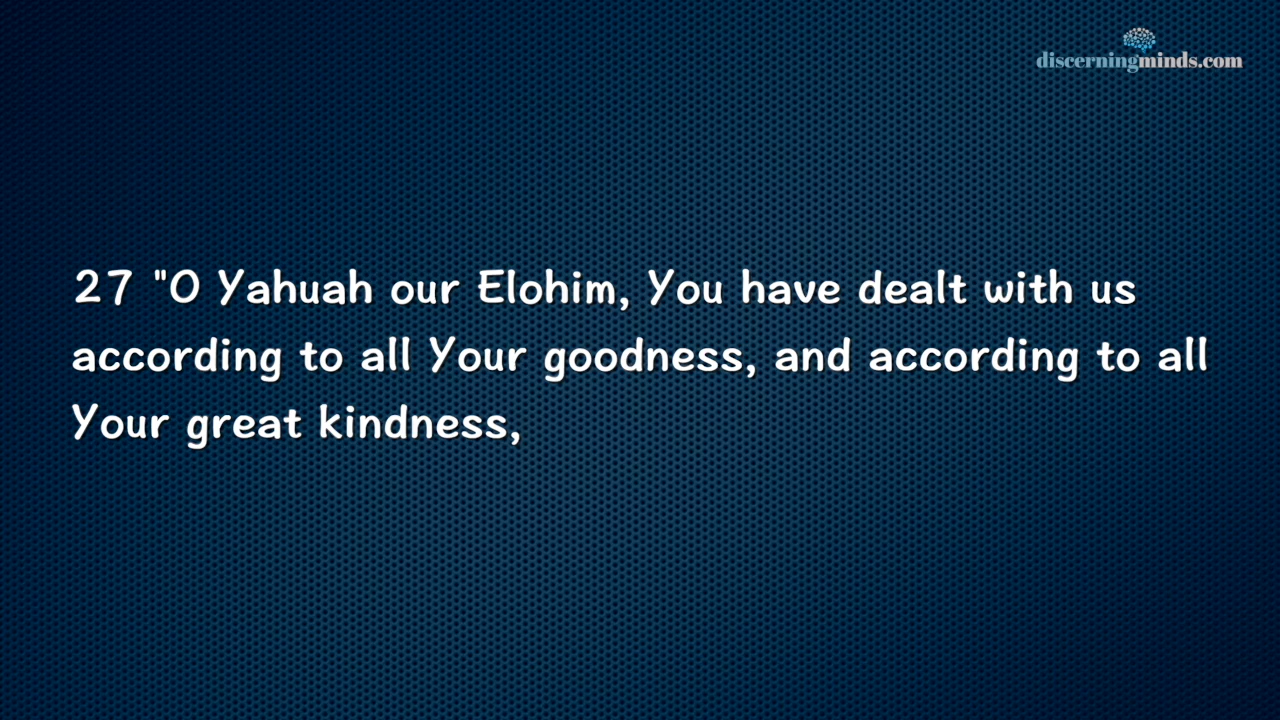 discerningminds.com
27 "O Yahuah our Elohim, You have dealt with us
according to all Your goodness, and according to all
Your great kindness,